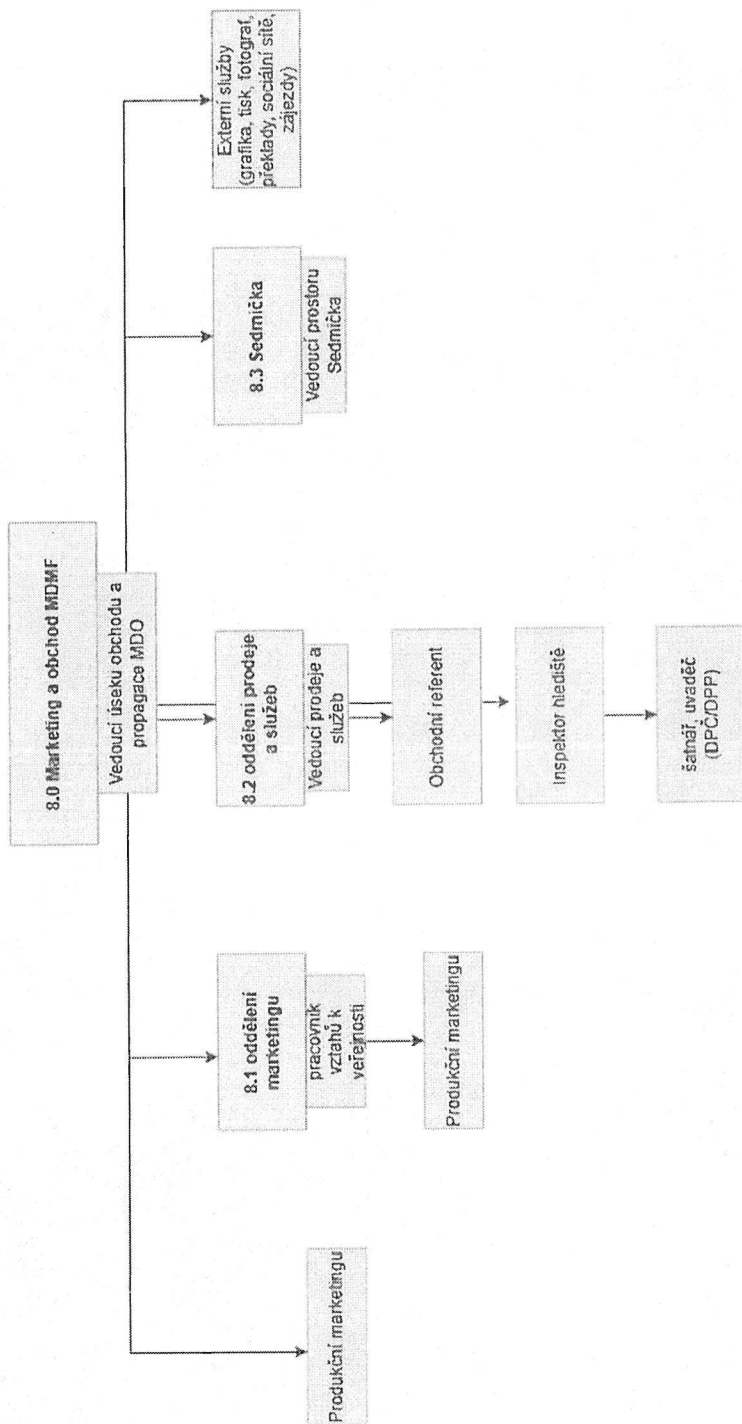 8.0 Marketing a obchod MDMF
Vedoucí úseku obchodu a
propagace MDO
Produkční marketingu
8.1 oddělení
marketingu
pracovník
vztahů k
veřejnosti
Produkční marketingu
8.2 oddělení prodeje
a služeb
Vedoucí prodeje a
služeb
Obchodní referent
Inspektor hlediště
šatnář, uvaděč
(DPČ/DPP)
8.3 Sedmička
Vedoucí prostoru
Sedmička
Externí služby
(grafika, tisk, fotograf,
překlady, sociální sítě,
zájezdy)